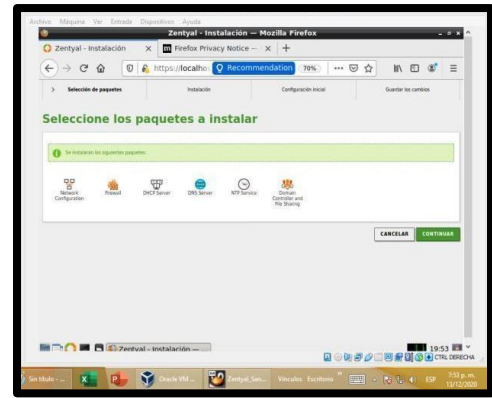 Archivo Máquina Ver Entrada Dispositivos Ayuda
Zentyal - Instalación — Mozilla Firefox
Zentyal - Instalación
Firefox Privacy Notice —
https://localho
Recommendation
70%
Selección de paquetes
Instalación
Configuración inicial
Guardar los cambios
Seleccione los paquetes a instalar
Se instalarán los siguientes paquetes:
Network Configuration
Firewall
DHCP Server
DNS Server
NTP Service
Domain Controller and File Sharing
CANCELAR
CONTINUAR
Zentyal - Instalación —
19:53
CTRL DERECHA
Sin título - ...
Oracle VM ...
Zentyal_Ser...
Vínculos
Escritorio
ESP
7:53 p. m.
13/12/2020